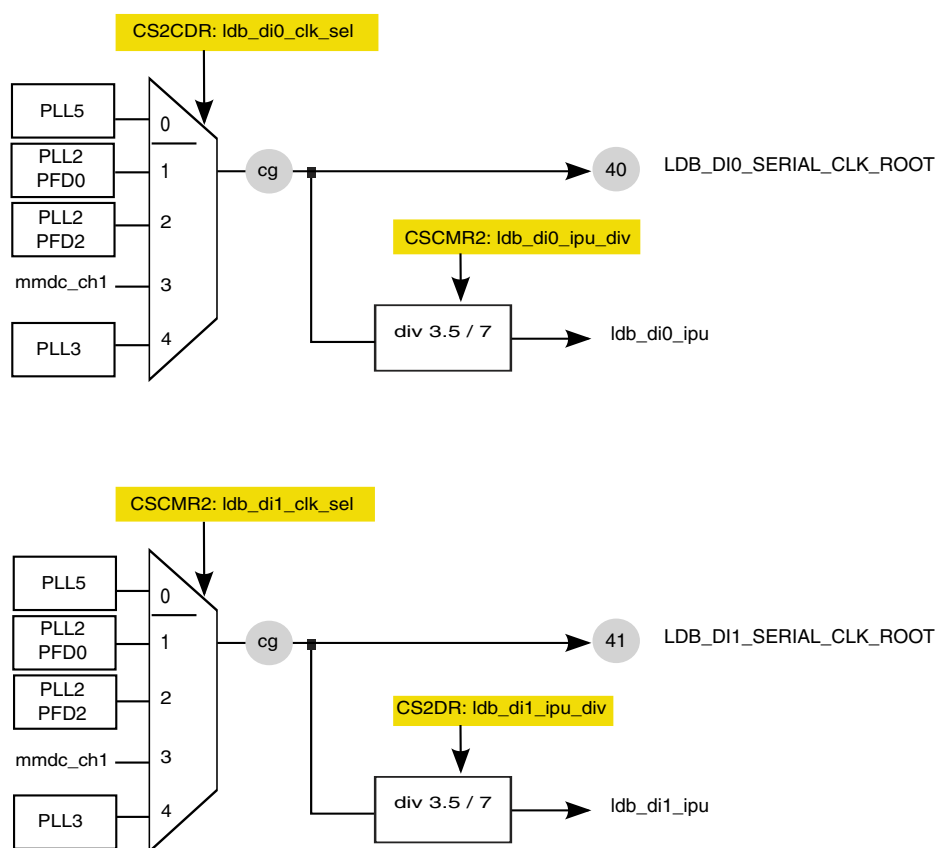 CS2CDR: ldb_di0_clk_sel
PLL5
0
PLL2
PFD0
1
cg
40
LDB_DI0_SERIAL_CLK_ROOT
PLL2
PFD2
2
CSCMR2: ldb_di0_ipu_div
mmdc_ch1
3
PLL3
4
div 3.5 / 7
ldb_di0_ipu
CSCMR2: ldb_di1_clk_sel
PLL5
0
PLL2
PFD0
1
cg
41
LDB_DI1_SERIAL_CLK_ROOT
PLL2
PFD2
2
CS2DR: ldb_di1_ipu_div
mmdc_ch1
3
PLL3
4
div 3.5 / 7
ldb_di1_ipu